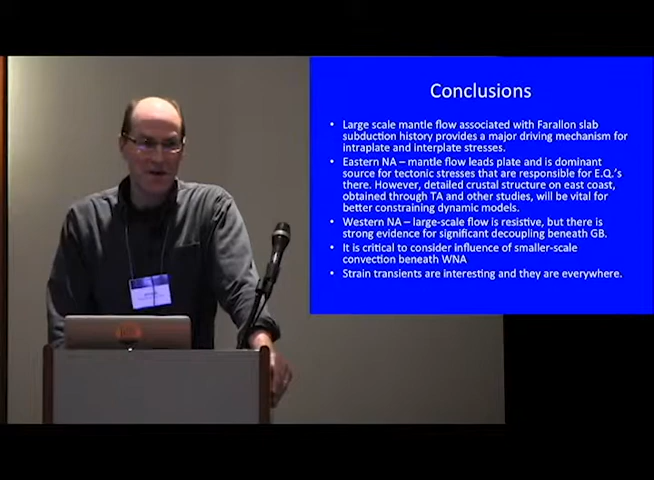 Conclusions
• Large scale mantle flow associated with Farallon slab
subduction history provides a major driving mechanism for
intraplate and interplate stresses.
• Eastern NA – mantle flow leads plate and is dominant
source for tectonic stresses that are responsible for E.Q.'s
there. However, detailed crustal structure on east coast,
obtained through TA and other studies, will be vital for
better constraining dynamic models.
• Western NA – large-scale flow is resistive, but there is
strong evidence for significant decoupling beneath GB.
• It is critical to consider influence of smaller-scale
convection beneath WNA
• Strain transients are interesting and they are everywhere.